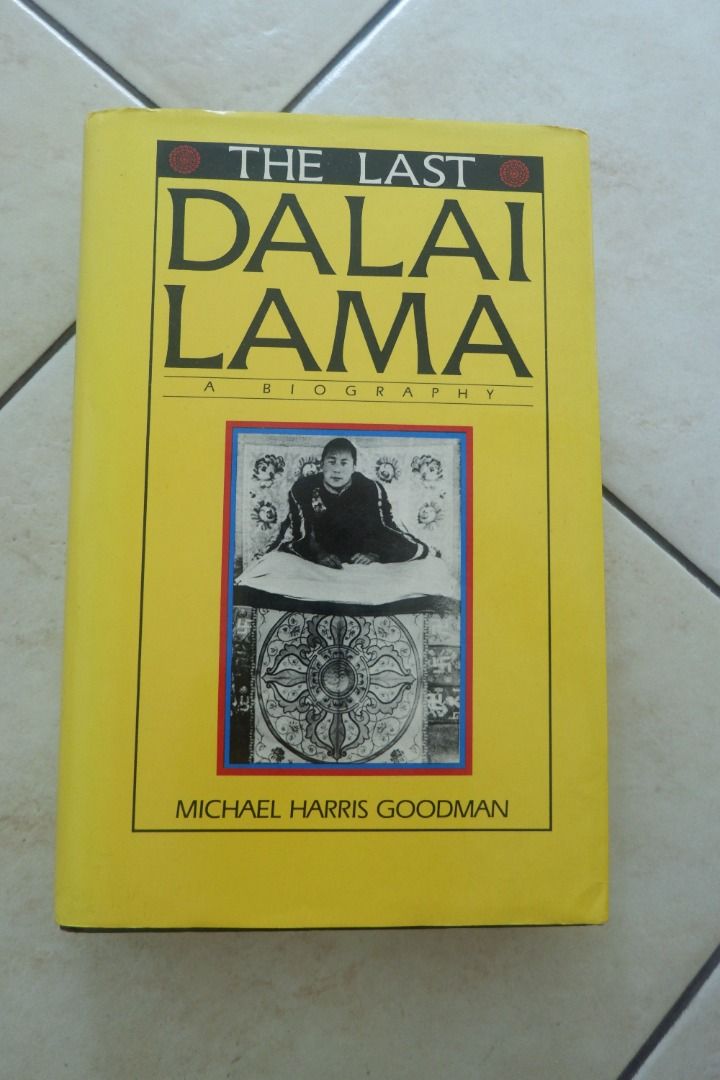 THE LAST
DALAI
LAMA
A BIOGRAPHY
MICHAEL HARRIS GOODMAN